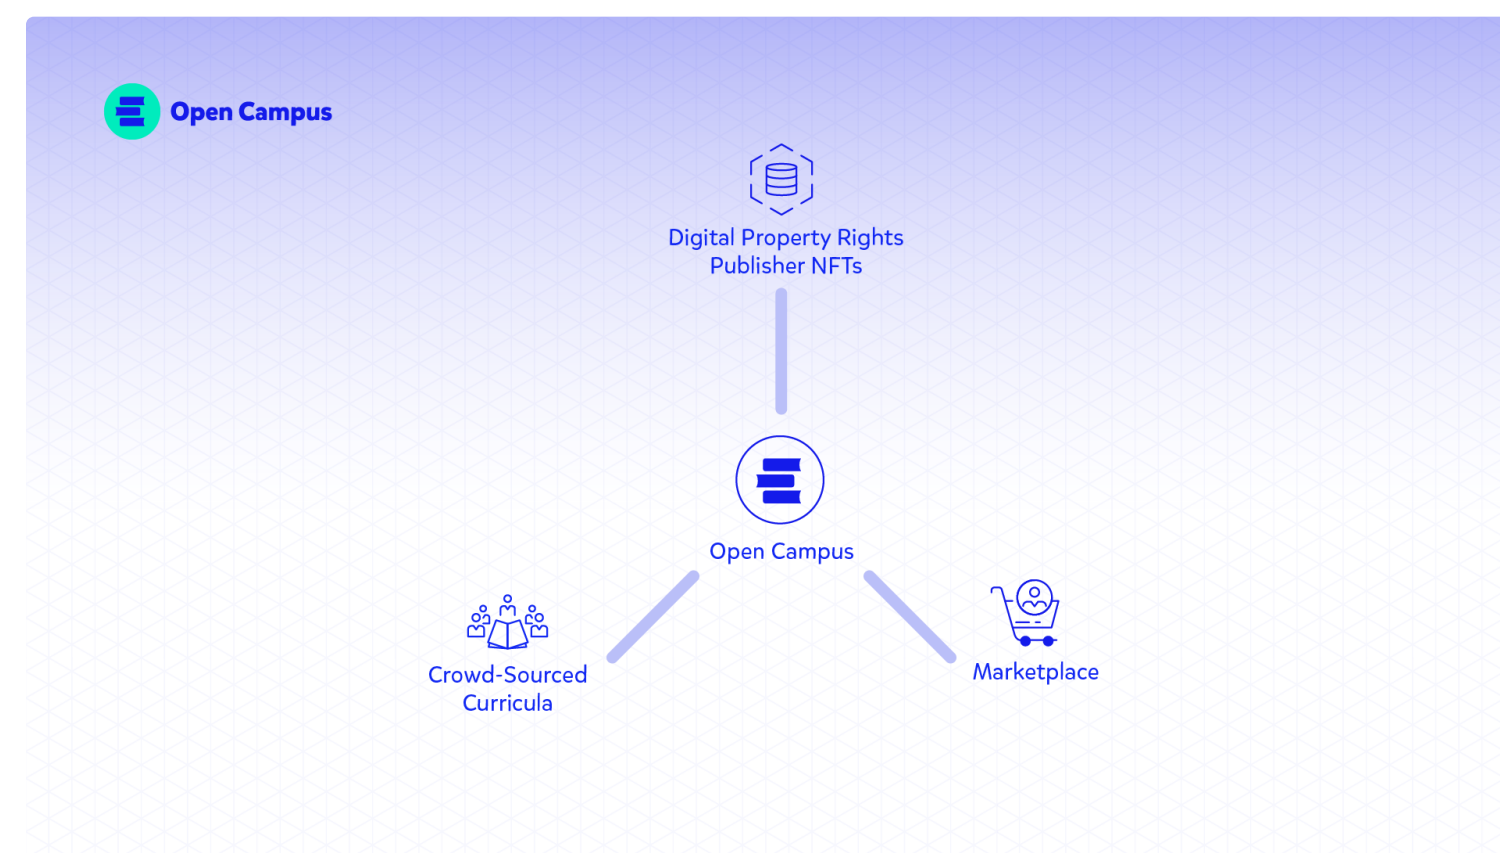 Open Campus
Digital Property Rights
Publisher NFTs
Open Campus
Crowd-Sourced
Curricula
Marketplace